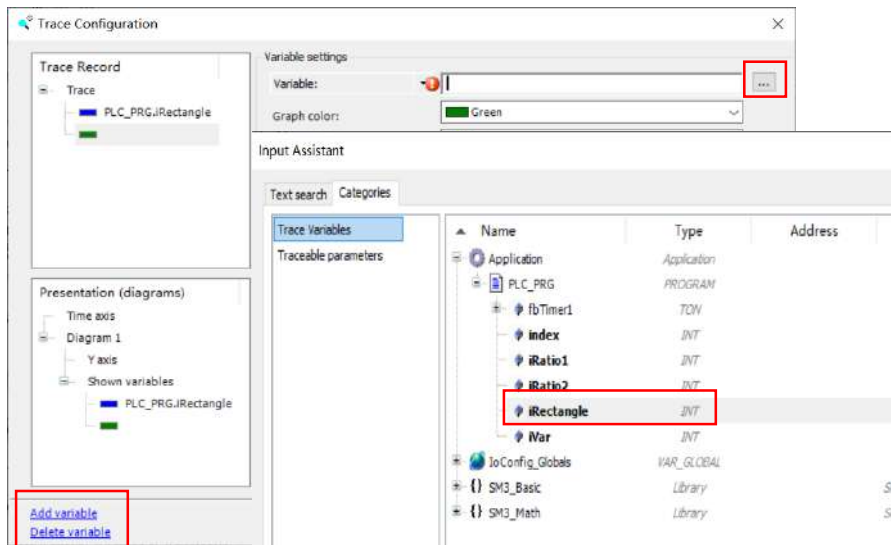 Trace Configuration
Trace Record
Trace
PLC_PRG.iRectangle
Variable settings
Variable:
...
Graph color:
Green
Input Assistant
Text search Categories
Trace Variables
Traceable parameters
Name Type Address
Application Application
PLC_PRG PROGRAM
fbTimer1 TON
index INT
iRatio1 INT
iRatio2 INT
iRectangle INT
iVar INT
IoConfig_Globals VAR_GLOBAL
SM3_Basic Library
SM3_Math Library
Presentation (diagrams)
Time axis
Diagram 1
Y axis
Shown variables
PLC_PRG.iRectangle
Add variable
Delete variable